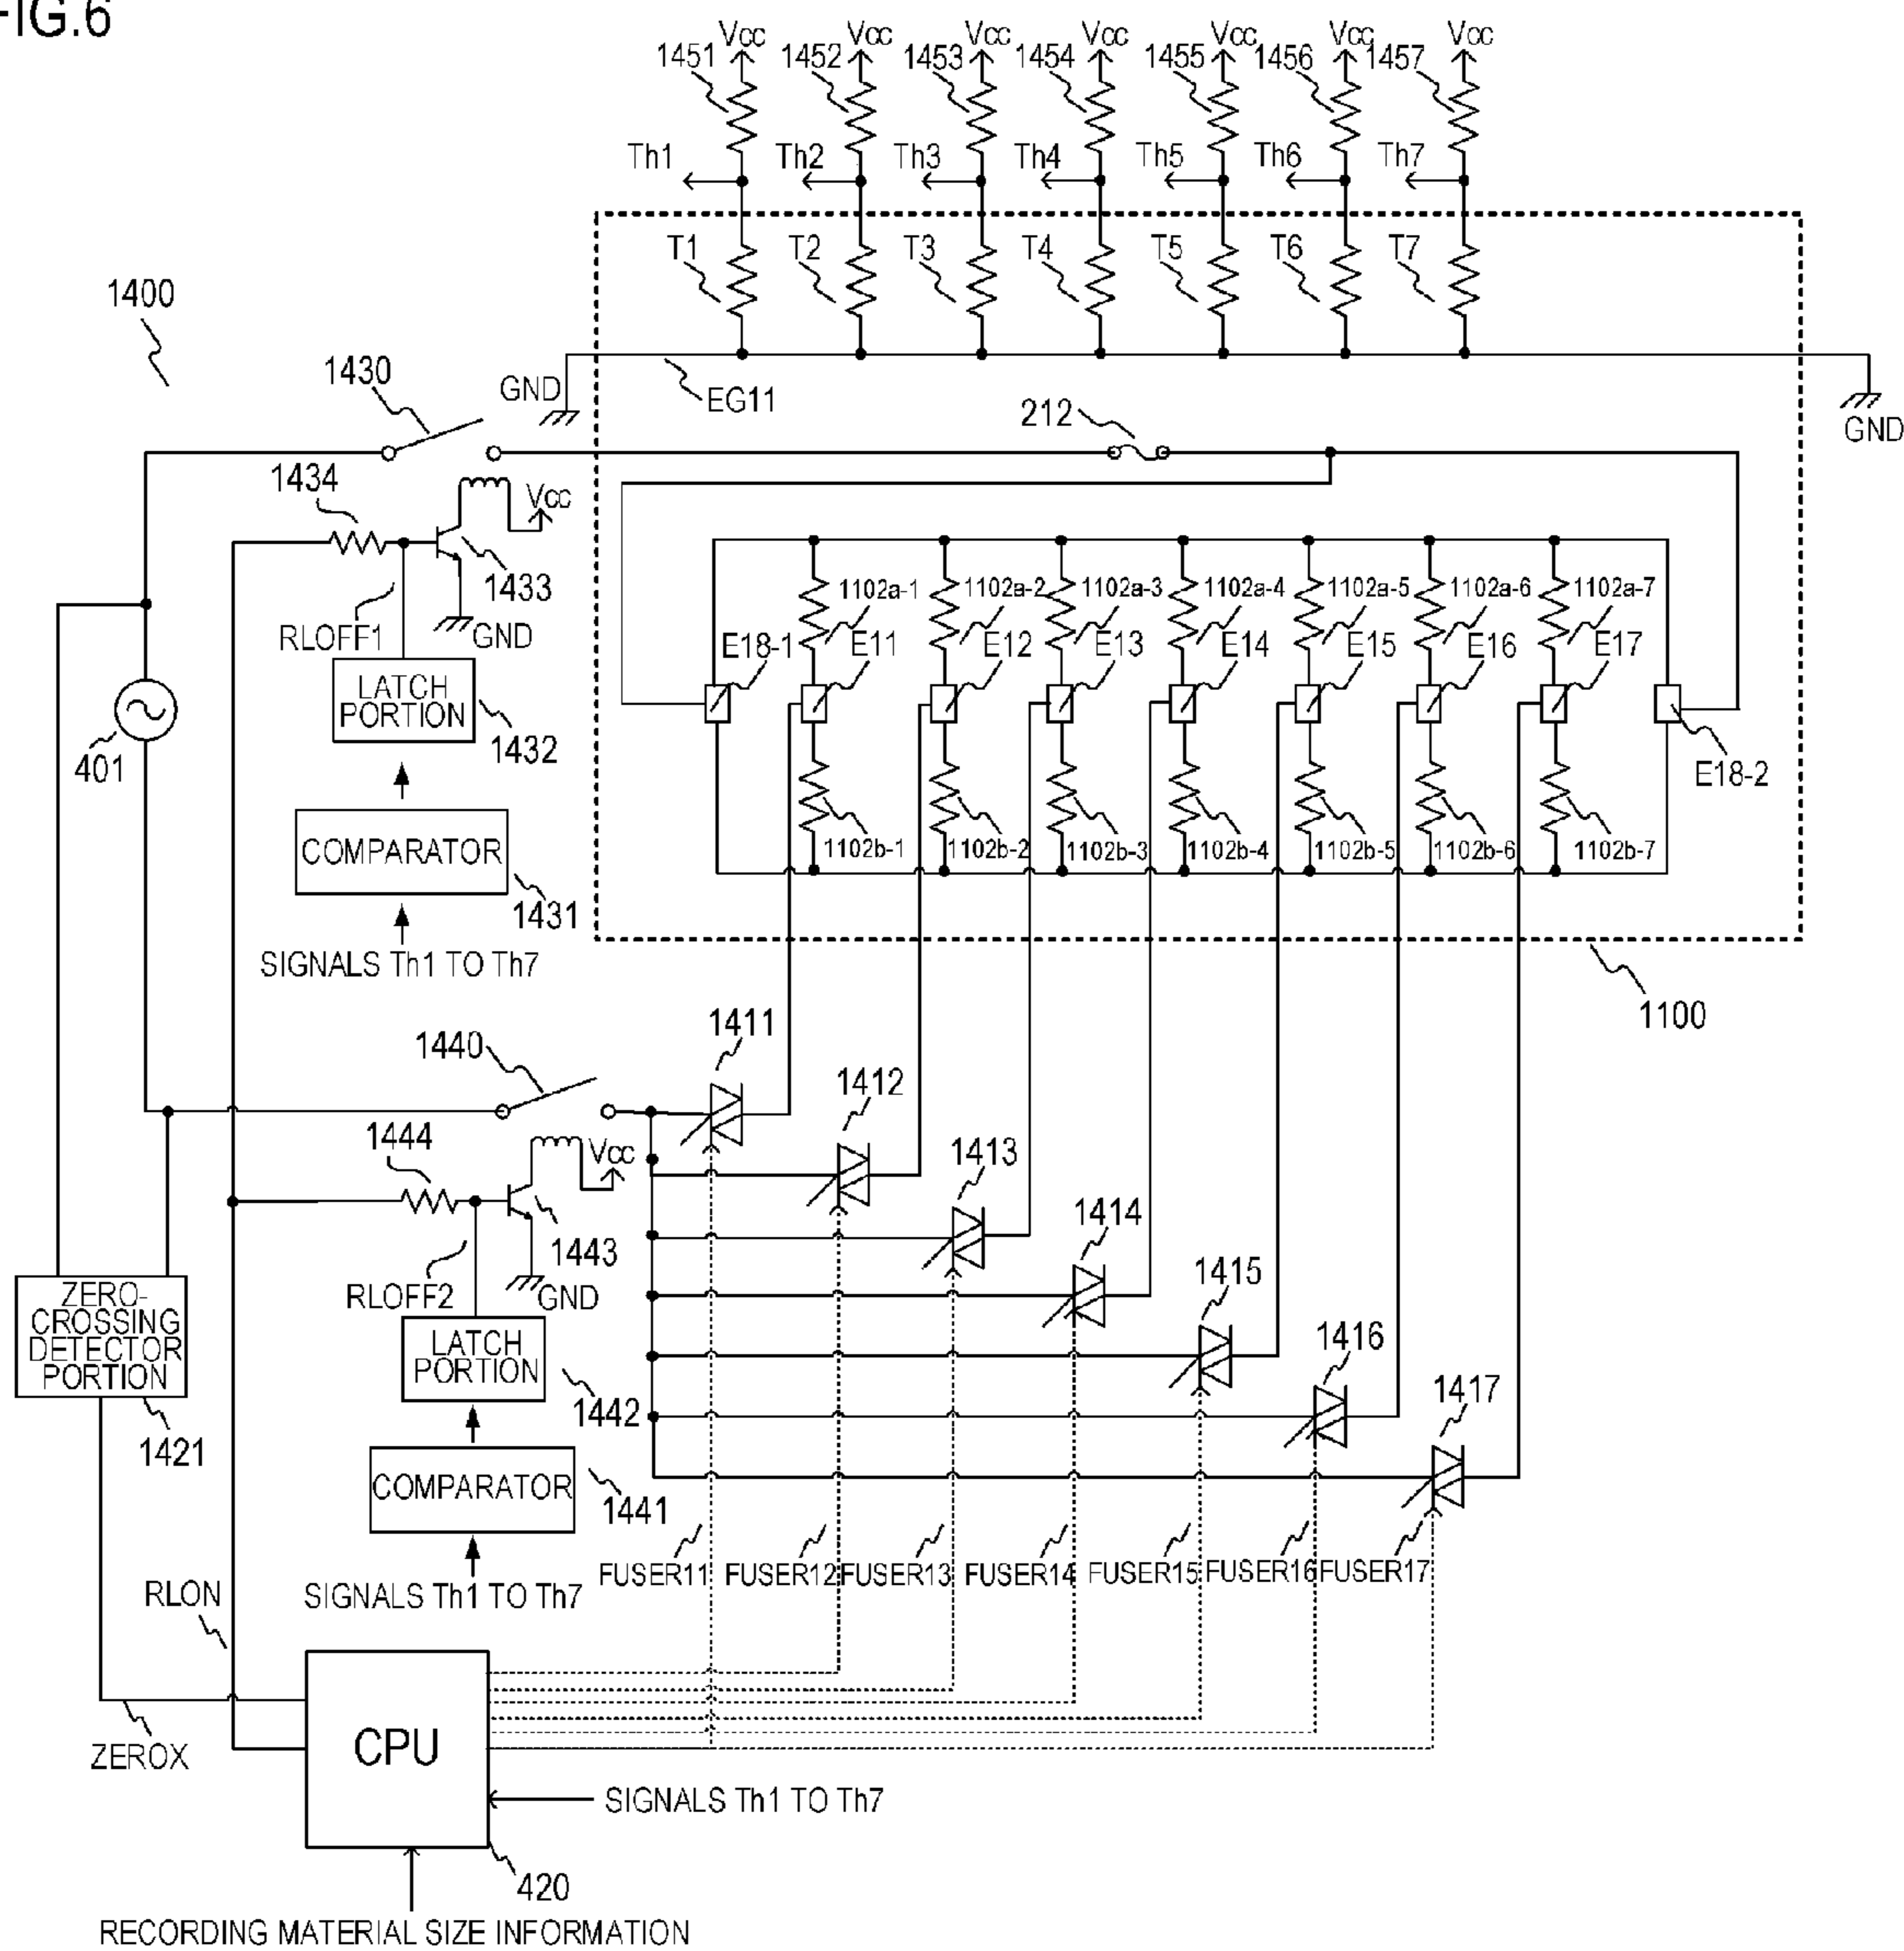 FIG.6
Vcc Vcc Vcc Vcc Vcc Vcc Vcc
1451 1452 1453 1454 1455 1456 1457
Th1 Th2 Th3 Th4 Th5 Th6 Th7
T1 T2 T3 T4 T5 T6 T7
1400
1430
GND
EG11
212
GND
1434
Vcc
1433
RLOFF1
GND
1102a-1 1102a-2 1102a-3 1102a-4 1102a-5 1102a-6 1102a-7
E18-1 E11 E12 E13 E14 E15 E16 E17
LATCH
PORTION
1432
401
E18-2
COMPARATOR
1431
1102b-1 1102b-2 1102b-3 1102b-4 1102b-5 1102b-6 1102b-7
SIGNALS Th1 TO Th7
1100
1411
1440
1412
1444
Vcc
1413
1443
1414
RLOFF2
GND
1415
ZERO-
CROSSING
DETECTOR
PORTION
LATCH
PORTION
1416
1442
1417
1421
COMPARATOR
1441
FUSER11 FUSER12 FUSER13 FUSER14 FUSER15 FUSER16 FUSER17
SIGNALS Th1 TO Th7
RLON
CPU
ZEROX
SIGNALS Th1 TO Th7
420
RECORDING MATERIAL SIZE INFORMATION